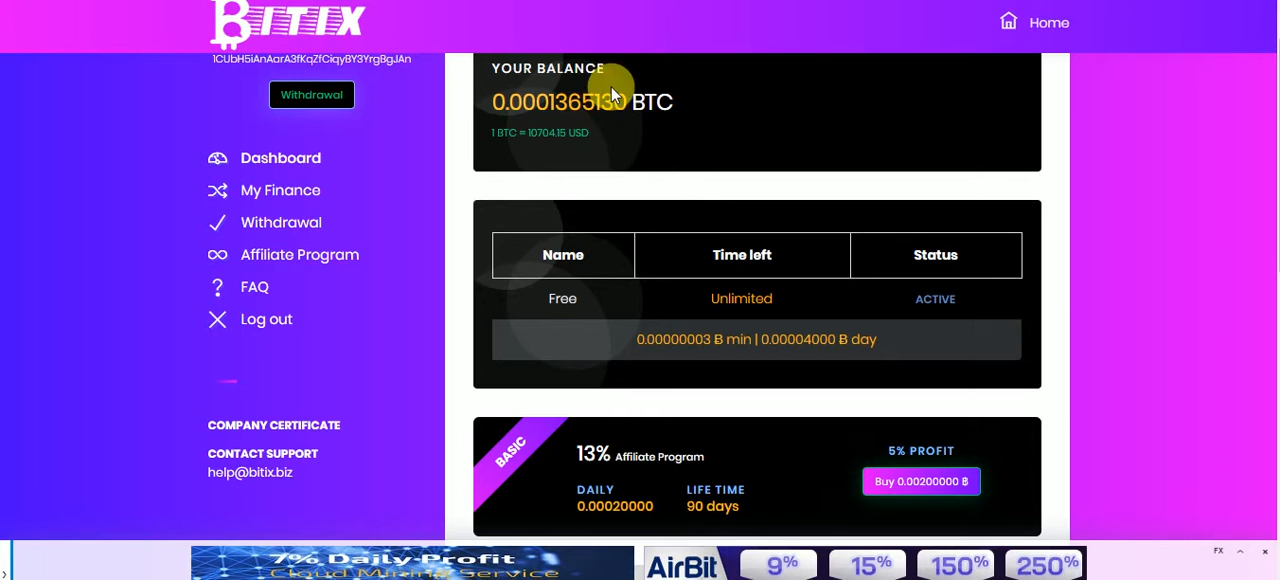 BITIX
Home
1CUbH5iAnAarA3fKqZfCiqyBY3YrgBgJAn
Withdrawal
Dashboard
My Finance
Withdrawal
Affiliate Program
FAQ
Log out
COMPANY CERTIFICATE
CONTACT SUPPORT
help@bitix.biz
YOUR BALANCE
0.0001365130 BTC
1 BTC = 10704.15 USD
Name Time left Status
Free Unlimited ACTIVE
0.00000003 Ƀ min | 0.00004000 Ƀ day
BASIC
13% Affiliate Program
DAILY LIFE TIME
0.00020000 90 days
5% PROFIT
Buy 0.00200000 ฿
7% Daily Profit
Cloud Mining Service
AirBit 9% 15% 150% 250%
FX